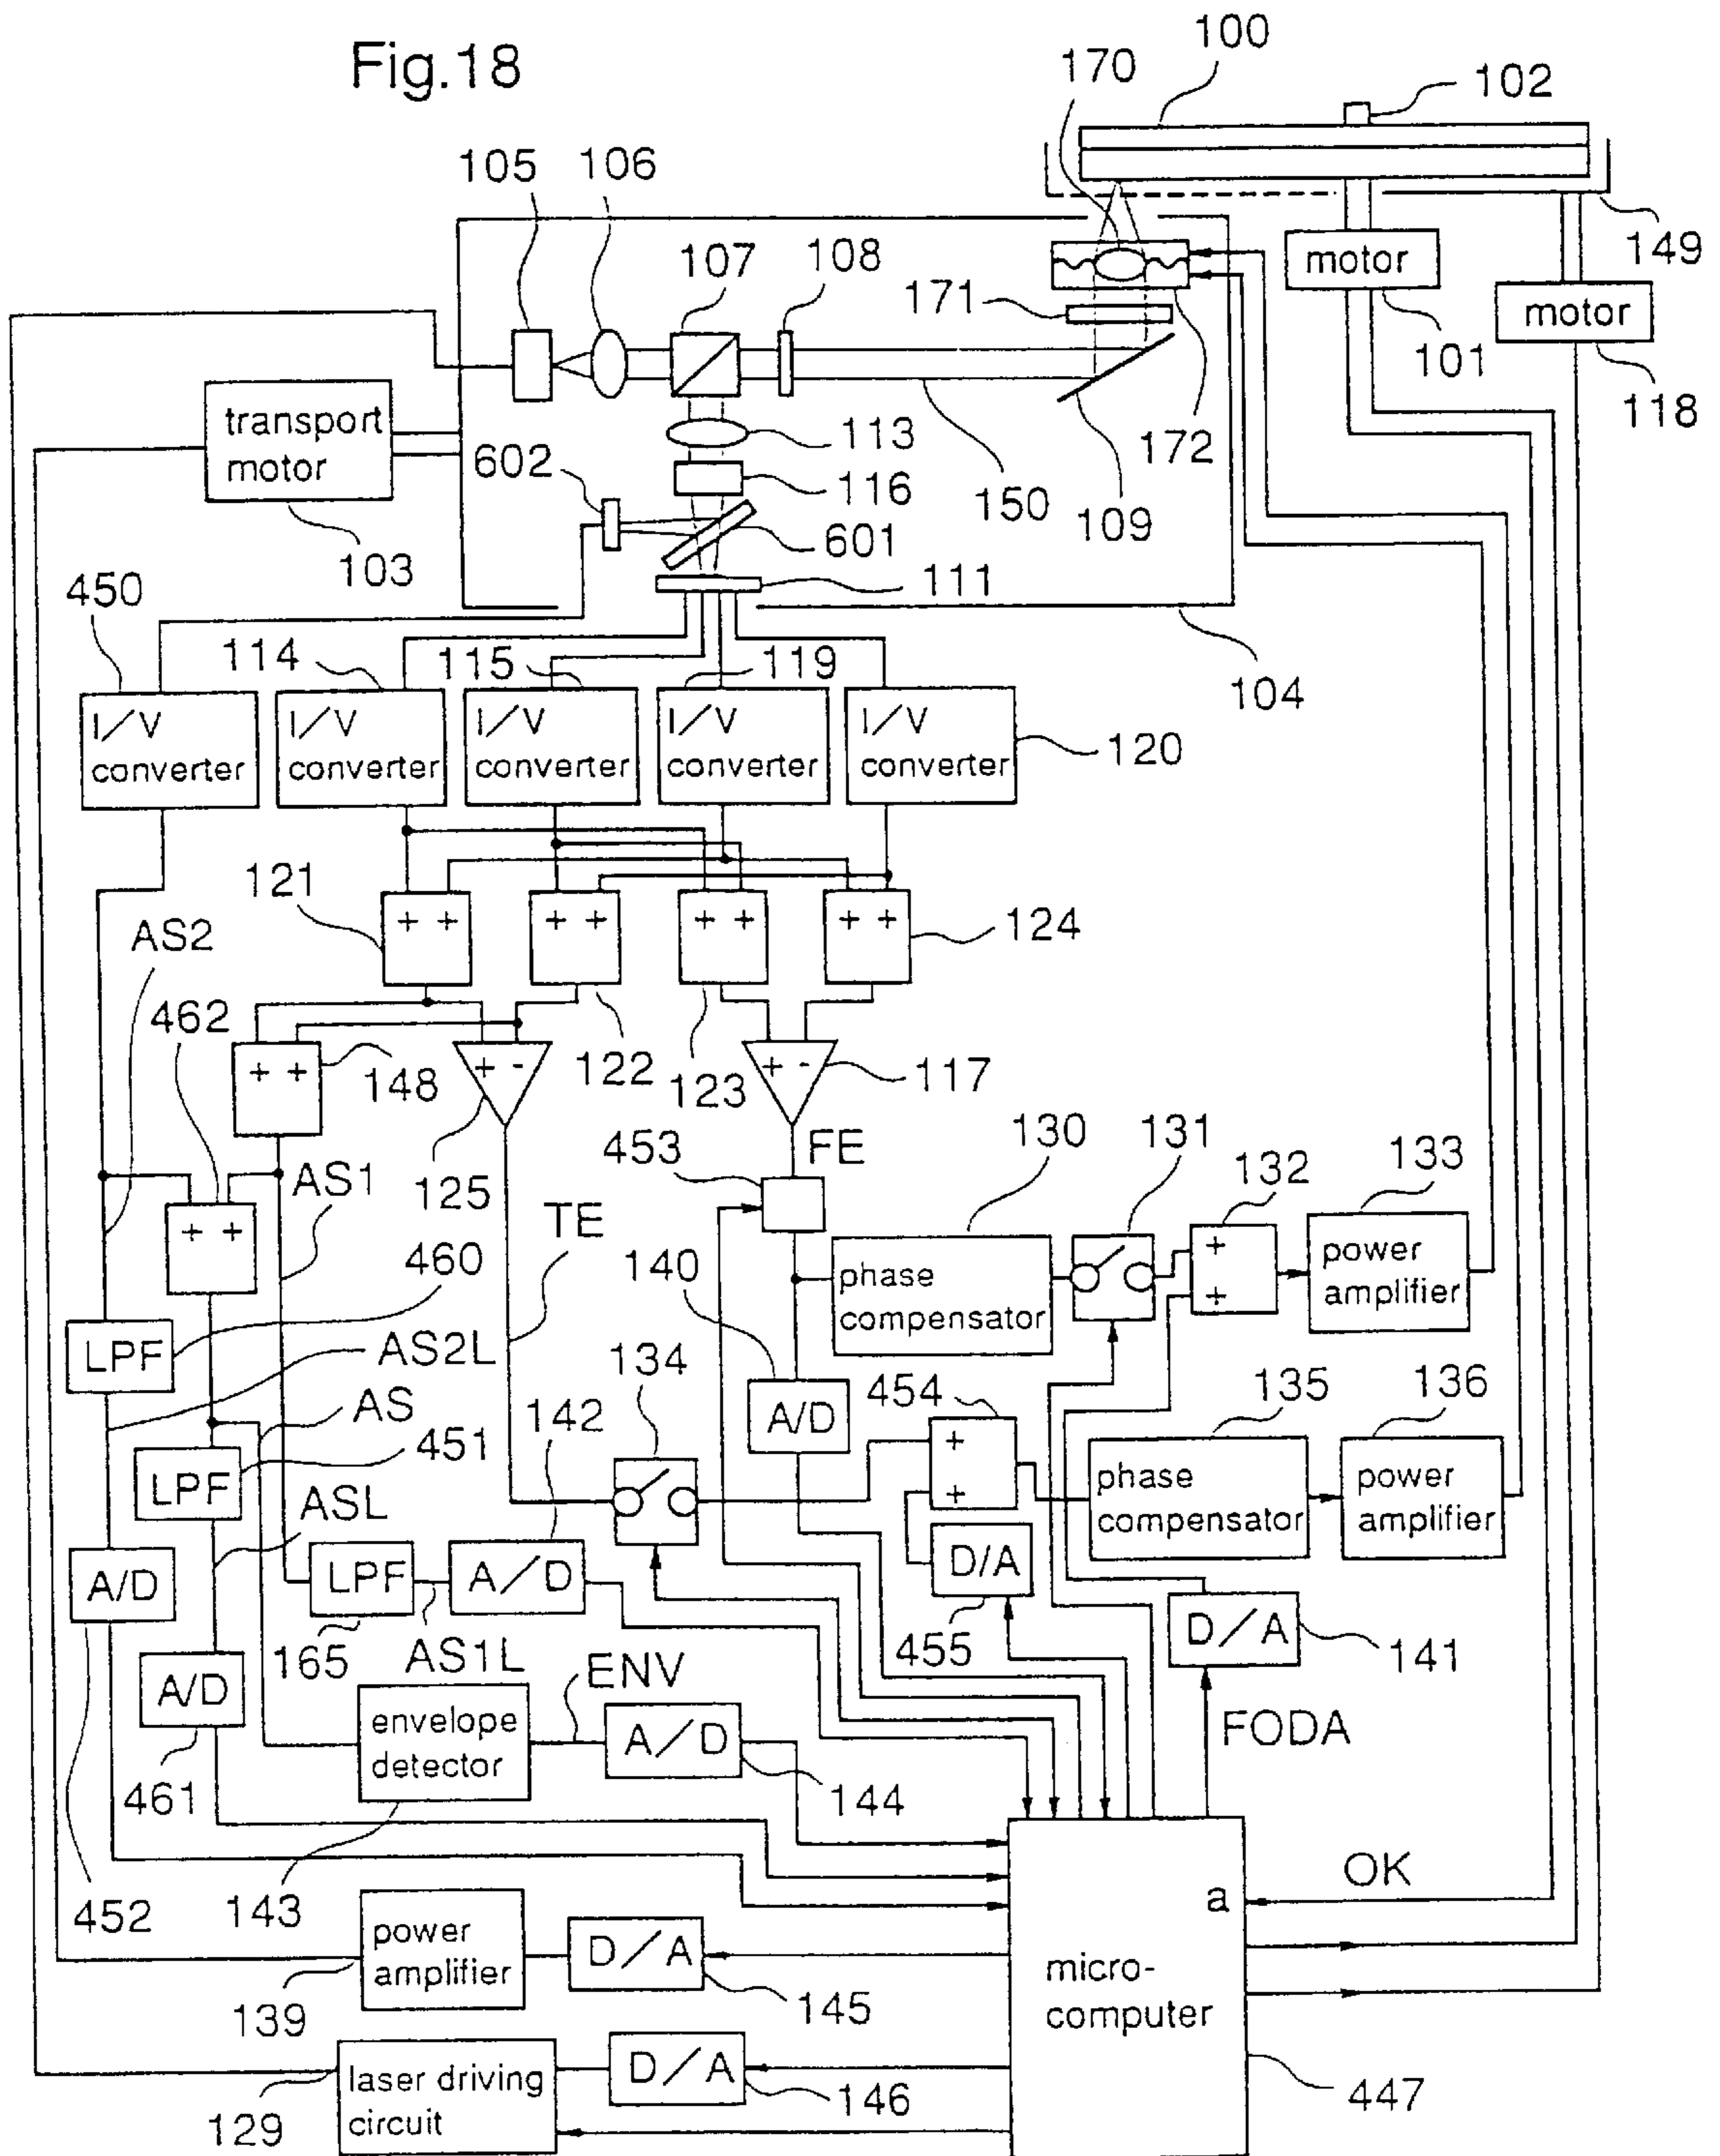 Fig.18
100
170
102
105
106
107
108
motor
149
171
motor
101
118
transport
motor
113
172
602
116
150
109
601
103
111
450
114
115
119
104
I/V
converter
I/V
converter
I/V
converter
I/V
converter
I/V
converter
120
121
+ +
+ +
+ +
+ +
124
AS2
462
+ +
148
+ -
122
123
+ -
117
125
453
FE
130
131
132
133
AS1
+ +
TE
460
140
phase
compensator
+
+
power
amplifier
LPF
AS2L
134
454
135
136
AS
142
A/D
451
+
+
phase
compensator
power
amplifier
LPF
ASL
A/D
LPF
A/D
D/A
D/A
165
AS1L
455
141
A/D
ENV
envelope
detector
A/D
FODA
461
144
452
143
OK
a
power
amplifier
D/A
micro-
computer
139
145
laser driving
circuit
D/A
447
129
146